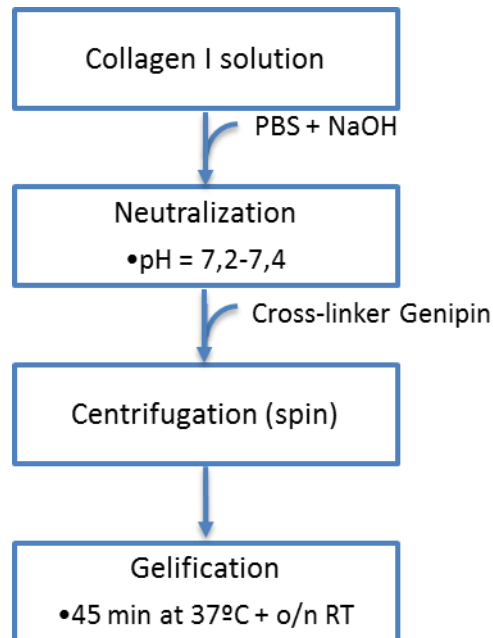 Collagen I solution
PBS + NaOH
Neutralization
•pH = 7,2-7,4
Cross-linker Genipin
Centrifugation (spin)
Gelification
•45 min at 37ºC + o/n RT